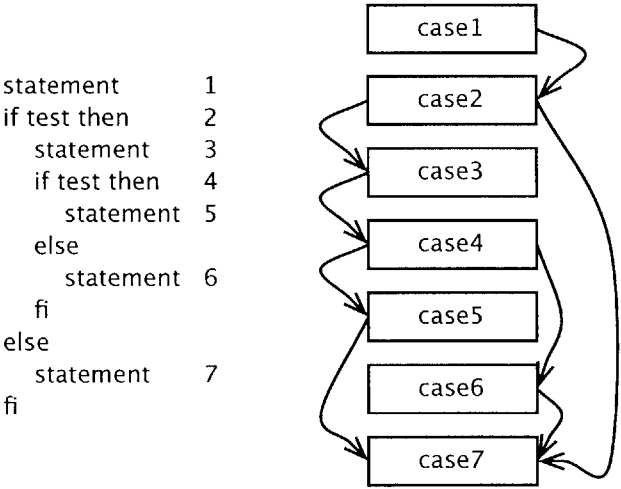 statement 1
if test then 2
statement 3
if test then 4
statement 5
else
statement 6
fi
else
statement 7
fi
case1
case2
case3
case4
case5
case6
case7